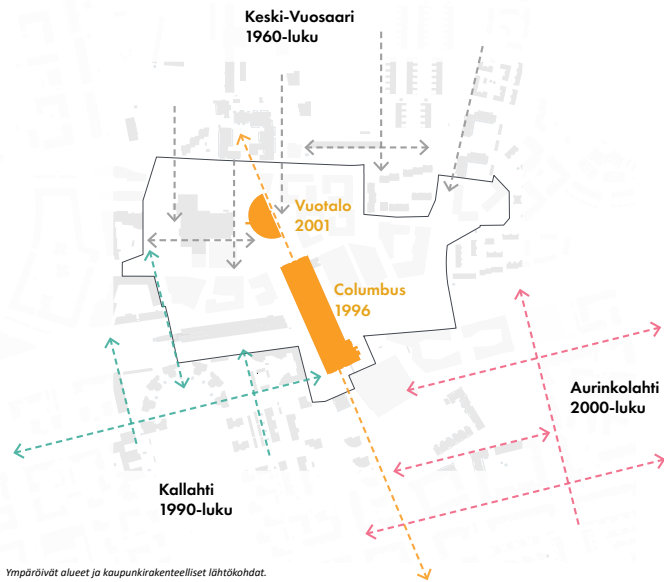 Keski-Vuosaari
1960-luku
Vuotalo
2001
Columbus
1996
Aurinkolahti
2000-luku
Kallahti
1990-luku
Ympäröivät alueet ja kaupunkirakenteelliset lähtökohdat.